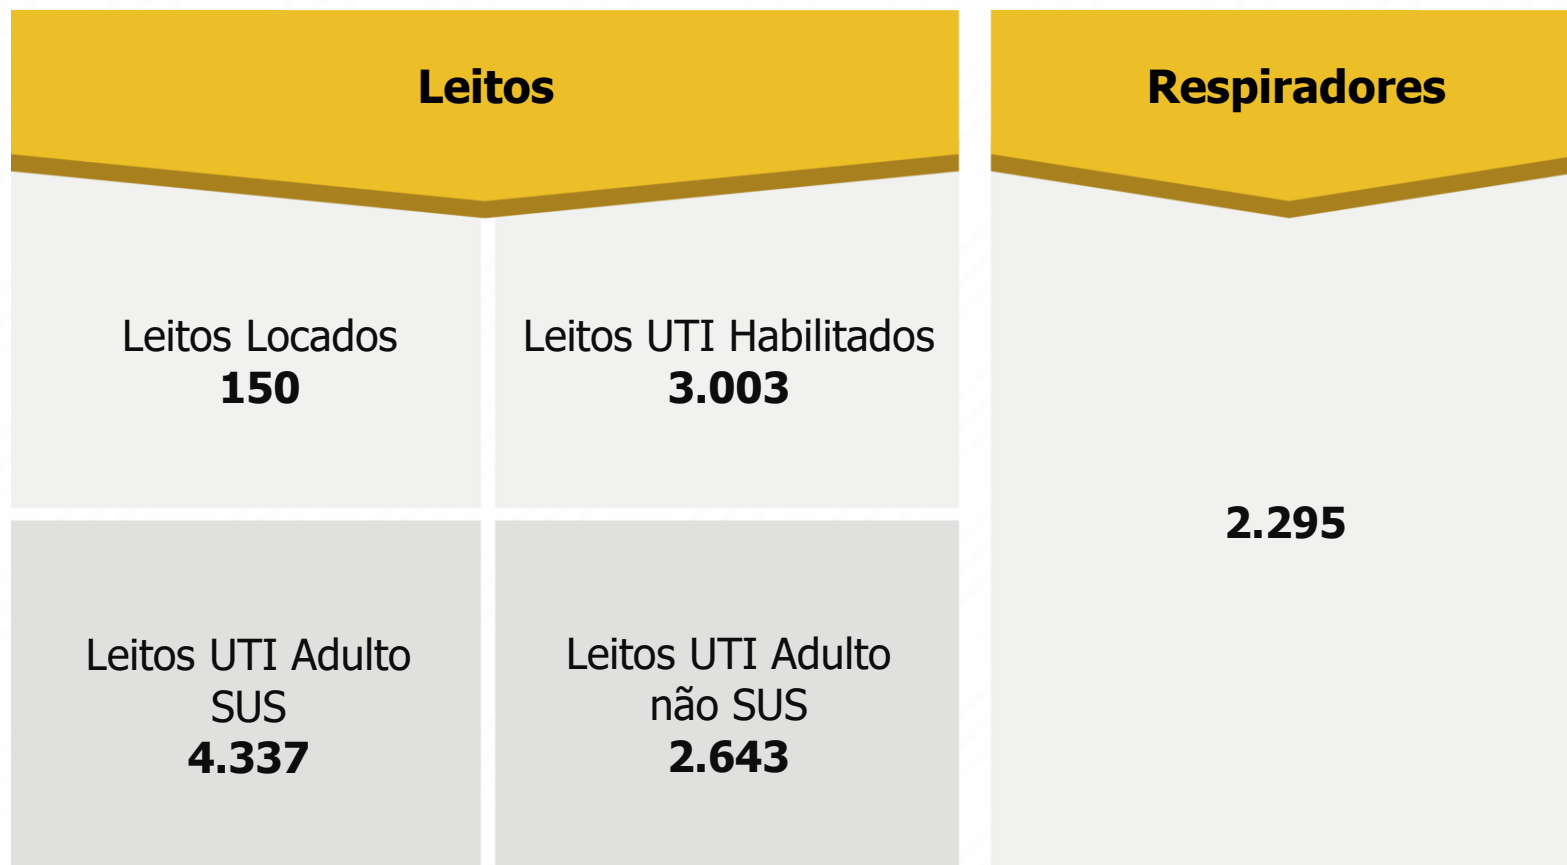 Leitos
Respiradores
Leitos Locados
150
Leitos UTI Habilitados
3.003
Leitos UTI Adulto
SUS
4.337
Leitos UTI Adulto
não SUS
2.643
2.295